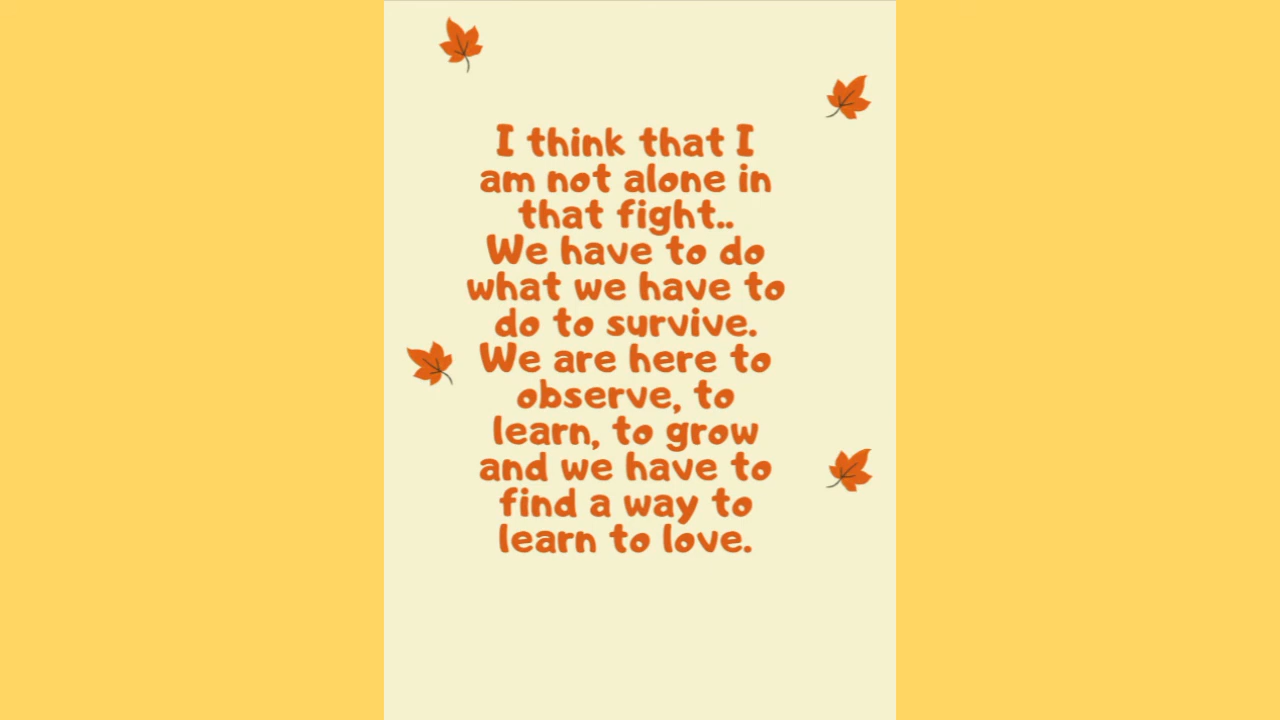 I think that I
am not alone in
that fight..
We have to do
what we have to
do to survive.
We are here to
observe, to
learn, to grow
and we have to
find a way to
learn to love.